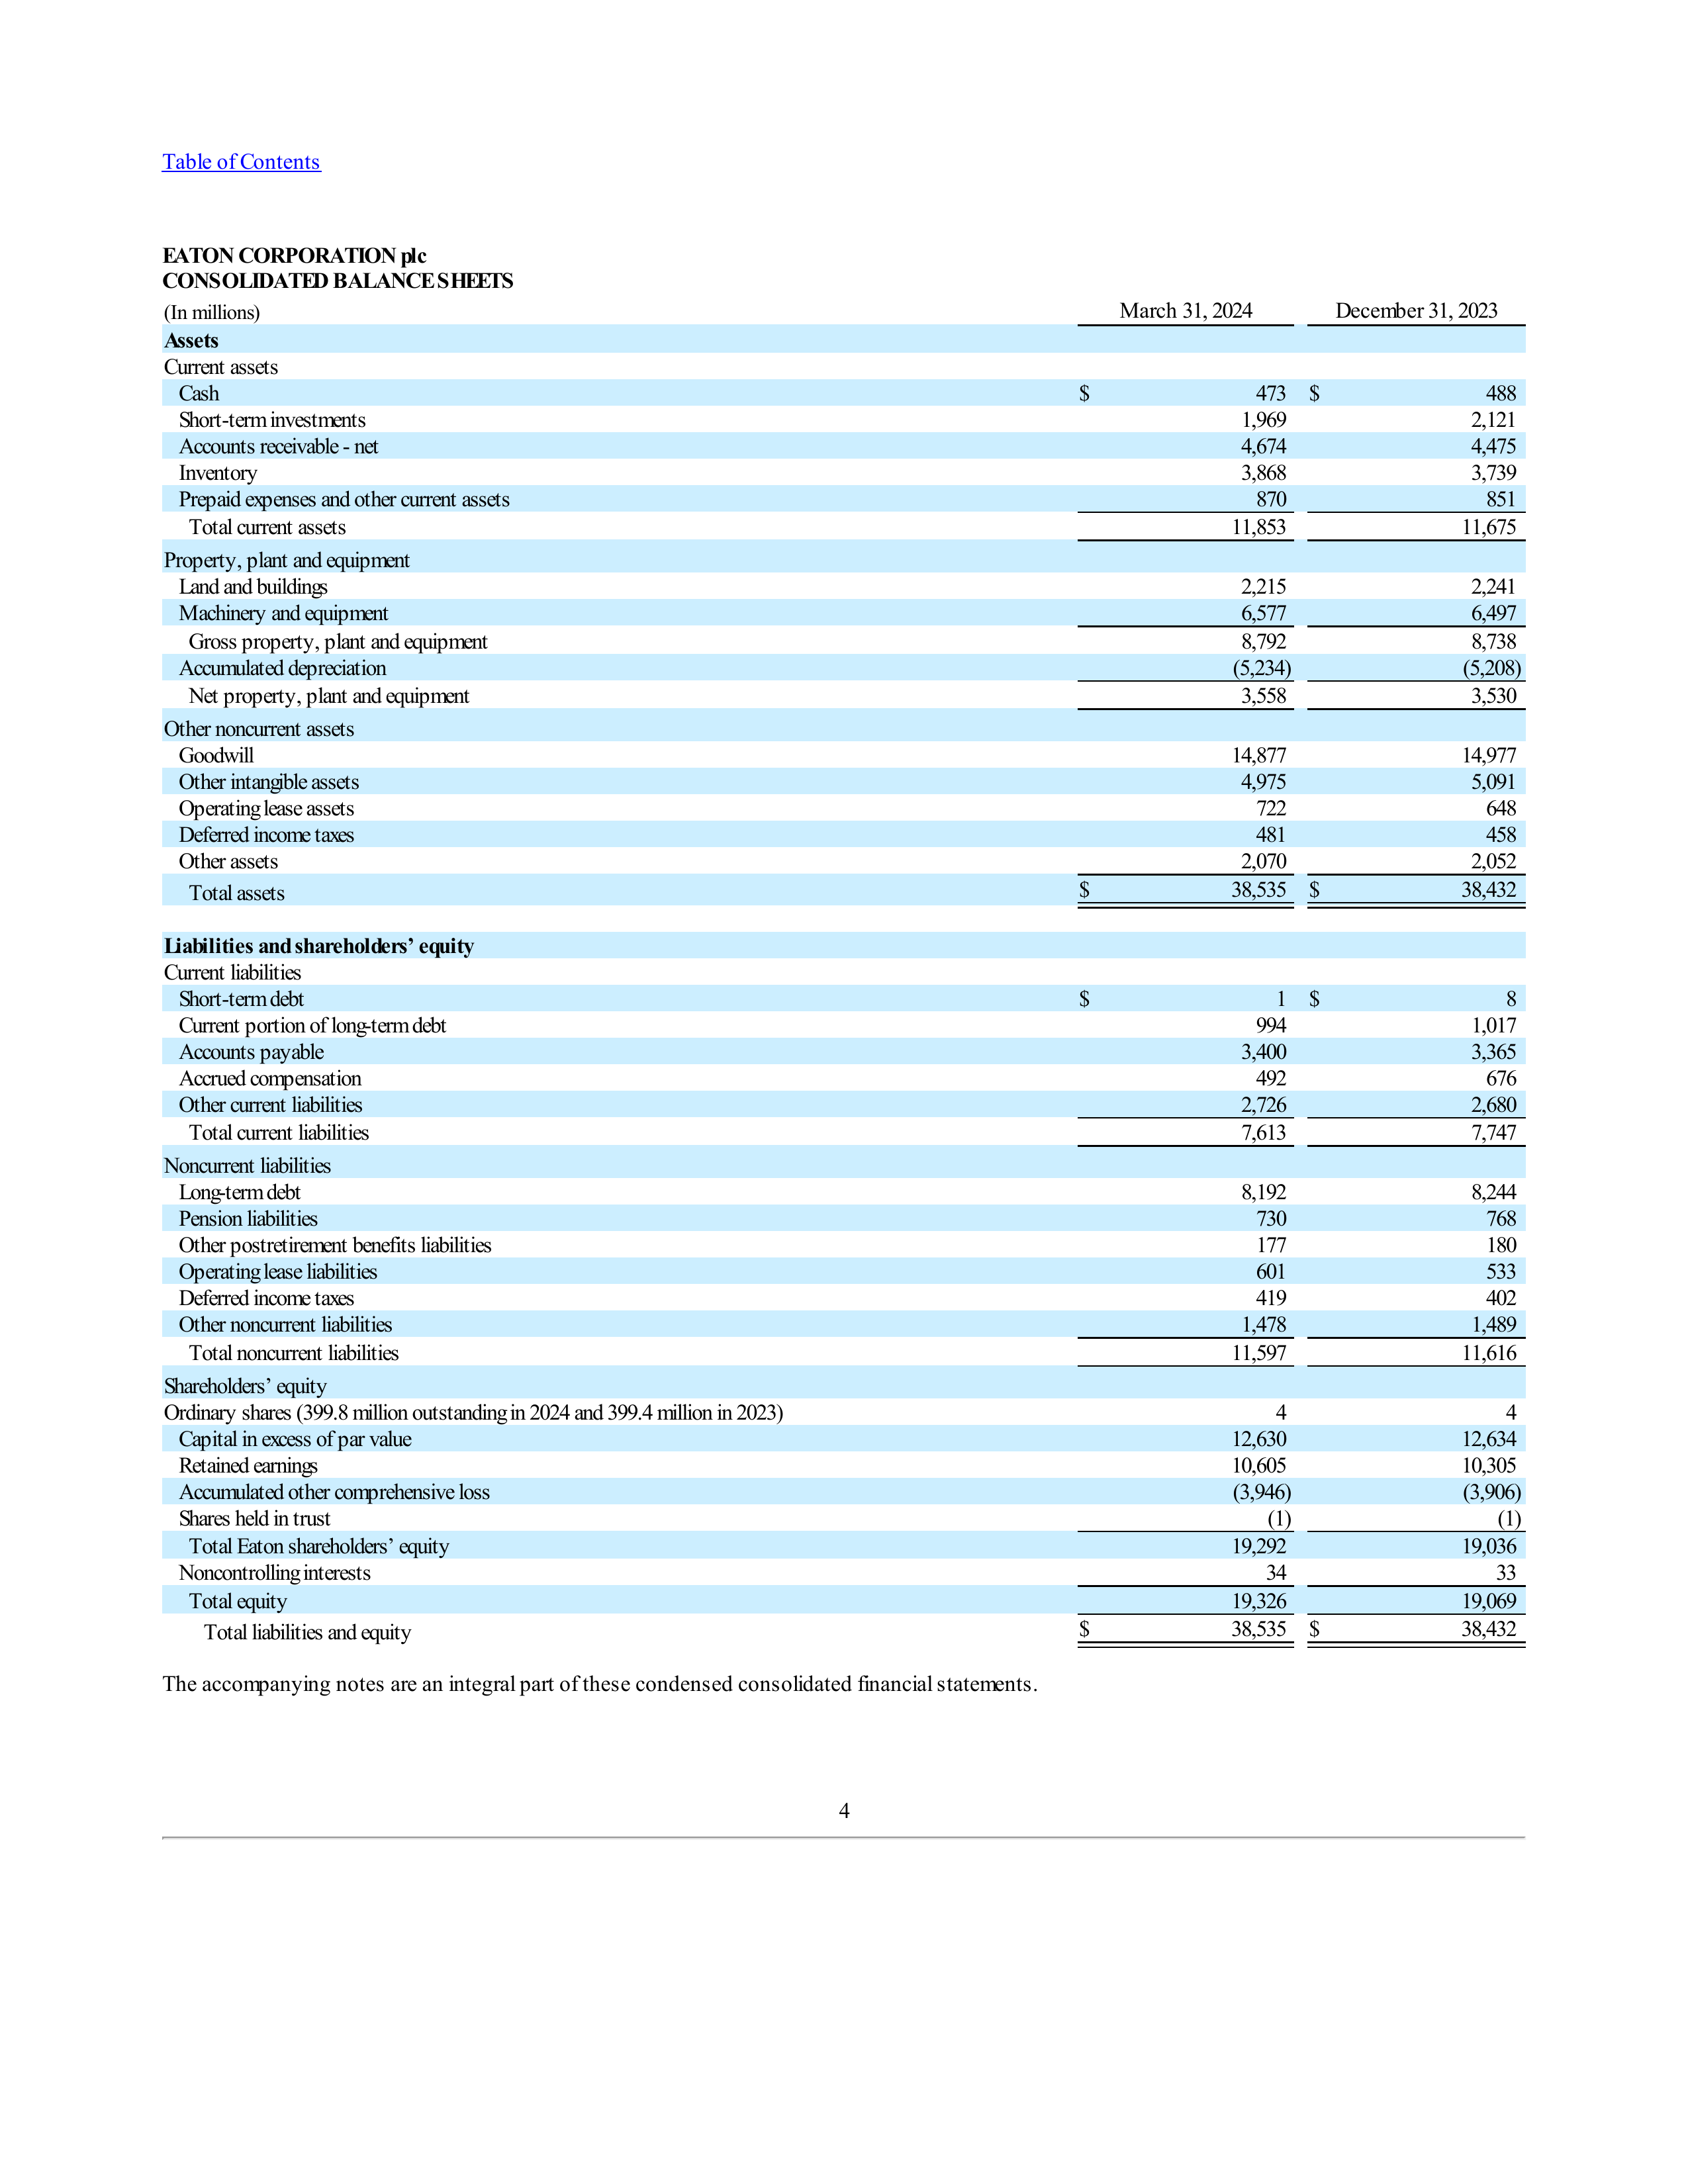 Table of Contents
EATON CORPORATION plc
CONSOLIDATED BALANCE SHEETS
(In millions) March 31, 2024 December 31, 2023
Assets
Current assets
Cash $ 473 $ 488
Short-term investments 1,969 2,121
Accounts receivable - net 4,674 4,475
Inventory 3,868 3,739
Prepaid expenses and other current assets 870 851
Total current assets 11,853 11,675
Property, plant and equipment
Land and buildings 2,215 2,241
Machinery and equipment 6,577 6,497
Gross property, plant and equipment 8,792 8,738
Accumulated depreciation (5,234) (5,208)
Net property, plant and equipment 3,558 3,530
Other noncurrent assets
Goodwill 14,877 14,977
Other intangible assets 4,975 5,091
Operating lease assets 722 648
Deferred income taxes 481 458
Other assets 2,070 2,052
Total assets $ 38,535 $ 38,432
Liabilities and shareholders’ equity
Current liabilities
Short-term debt $ 1 $ 8
Current portion of long-term debt 994 1,017
Accounts payable 3,400 3,365
Accrued compensation 492 676
Other current liabilities 2,726 2,680
Total current liabilities 7,613 7,747
Noncurrent liabilities
Long-term debt 8,192 8,244
Pension liabilities 730 768
Other postretirement benefits liabilities 177 180
Operating lease liabilities 601 533
Deferred income taxes 419 402
Other noncurrent liabilities 1,478 1,489
Total noncurrent liabilities 11,597 11,616
Shareholders’ equity
Ordinary shares (399.8 million outstanding in 2024 and 399.4 million in 2023) 4 4
Capital in excess of par value 12,630 12,634
Retained earnings 10,605 10,305
Accumulated other comprehensive loss (3,946) (3,906)
Shares held in trust (1) (1)
Total Eaton shareholders’ equity 19,292 19,036
Noncontrolling interests 34 33
Total equity 19,326 19,069
Total liabilities and equity $ 38,535 $ 38,432
The accompanying notes are an integral part of these condensed consolidated financial statements.
4